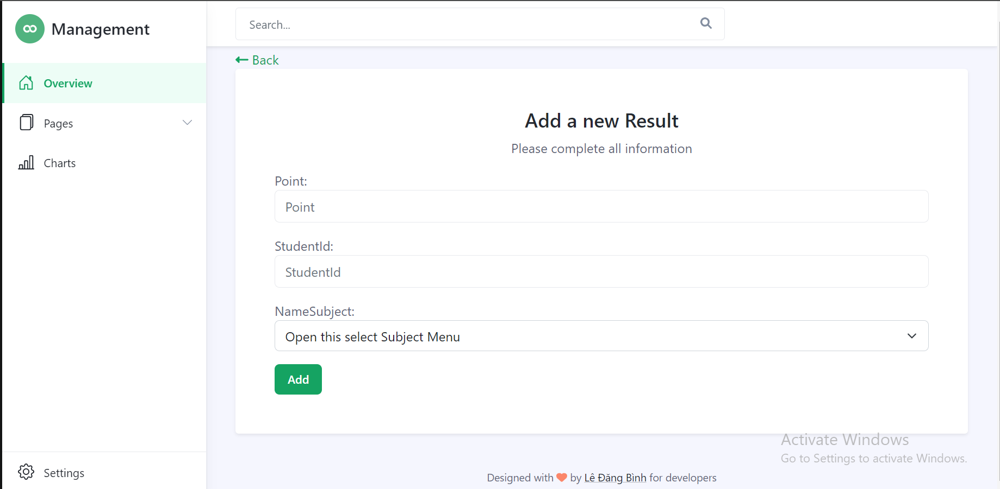 Management
Search...
Back
Overview
Pages
Charts
Add a new Result
Please complete all information
Point:
Point
StudentId:
StudentId
NameSubject:
Open this select Subject Menu
Add
Activate Windows
Go to Settings to activate Windows.
Settings
Designed with by Lê Đăng Bình for developers